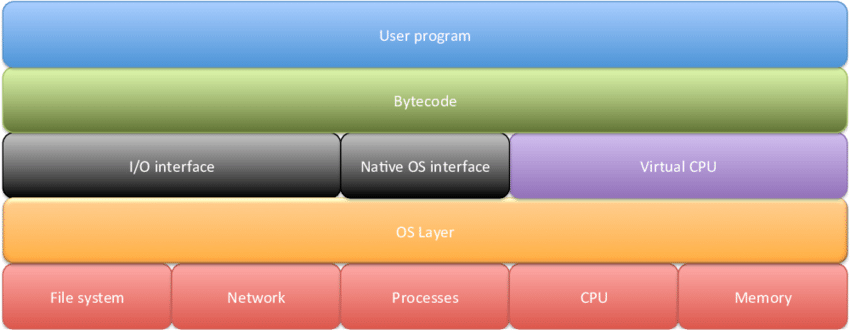 User program
Bytecode
I/O interface
Native OS interface
Virtual CPU
OS Layer
File system
Network
Processes
CPU
Memory